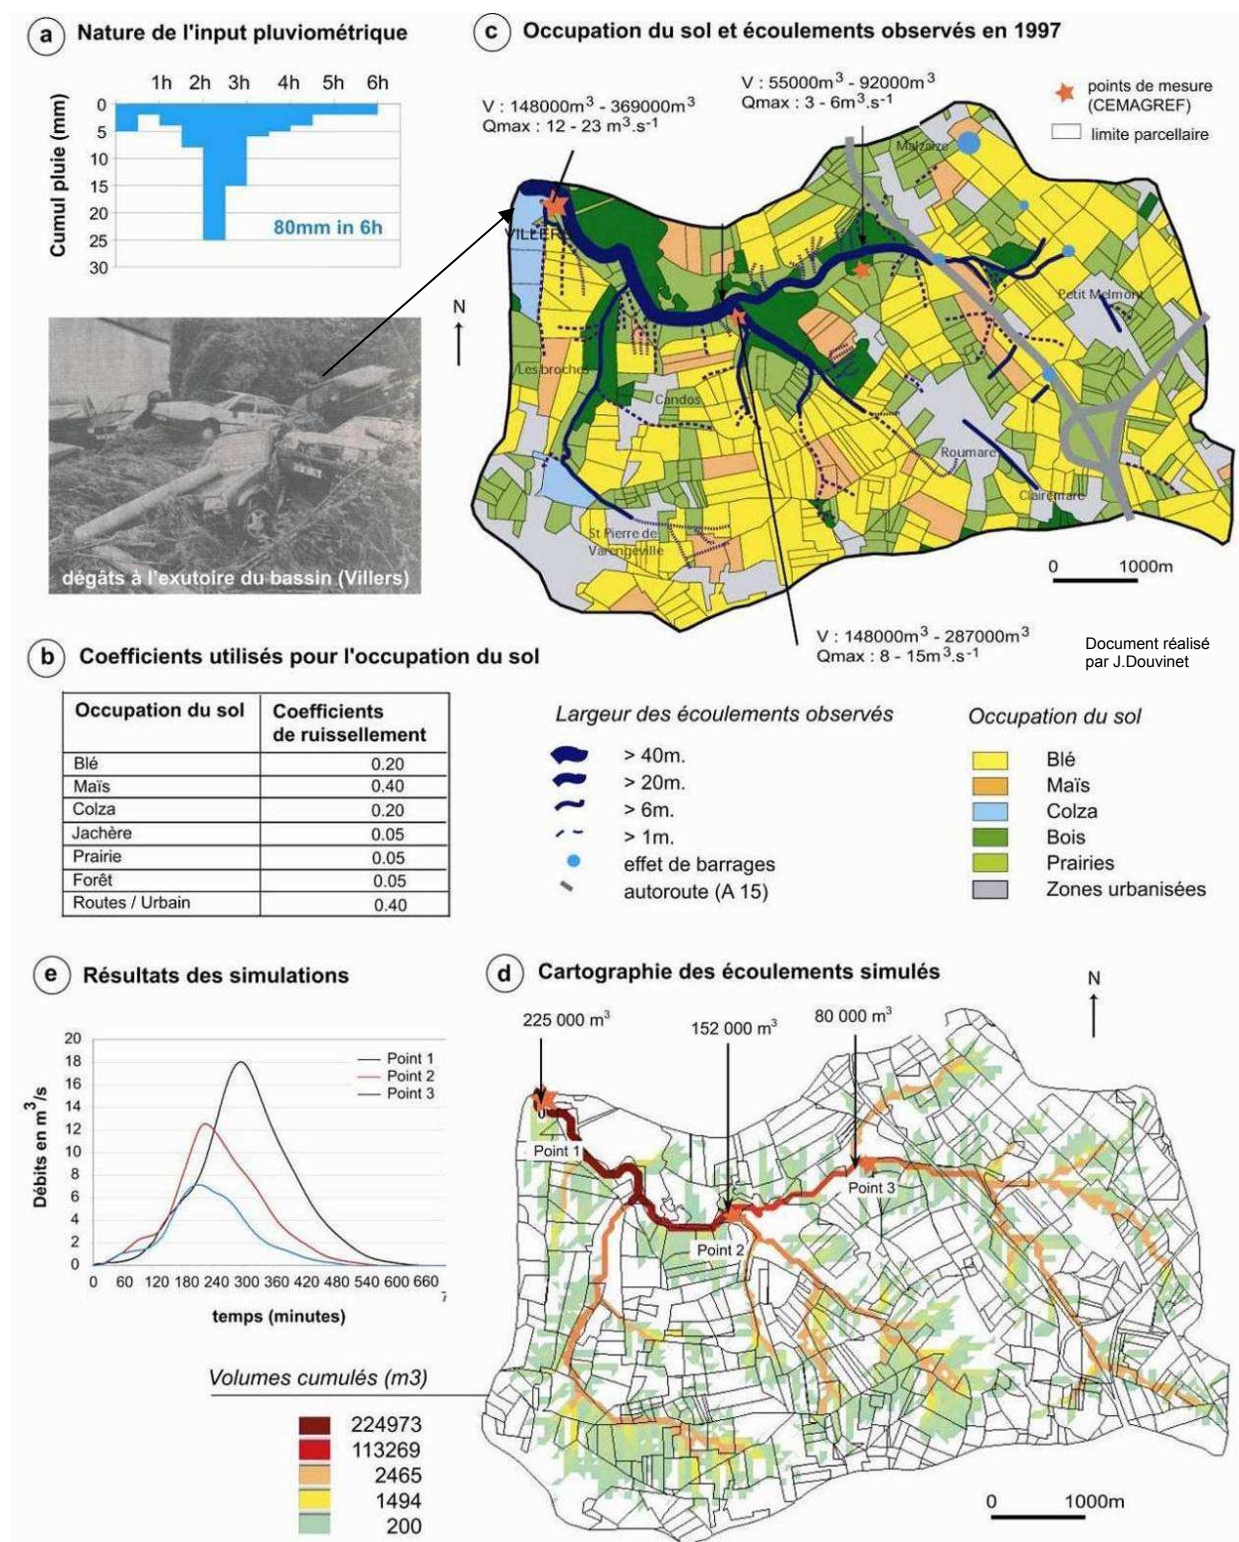 a Nature de l'input pluviométrique
1h 2h 3h 4h 5h 6h
Cumul pluie (mm)
0
5
10
15
20
25
30
80mm in 6h
dégâts à l'exutoire du bassin (Villers)
c Occupation du sol et écoulements observés en 1997
V : 148000m³ - 369000m³
Qmax : 12 - 23 m³.s-¹
V : 55000m³ - 92000m³
Qmax : 3 - 6m³.s-¹
points de mesure
(CEMAGREF)
limite parcellaire
Malzaize
VILLERS
N
Petit Melmont
Les broches
Candos
Roumare
Clairemare
St Pierre de
Varengeville
0 1000m
V : 148000m³ - 287000m³
Qmax : 8 - 15m³.s-¹
Document réalisé
par J.Douvinet
b Coefficients utilisés pour l'occupation du sol
Occupation du sol Coefficients
de ruissellement
Blé 0.20
Maïs 0.40
Colza 0.20
Jachère 0.05
Prairie 0.05
Forêt 0.05
Routes / Urbain 0.40
Largeur des écoulements observés
> 40m.
> 20m.
> 6m.
> 1m.
effet de barrages
autoroute (A 15)
Occupation du sol
Blé
Maïs
Colza
Bois
Prairies
Zones urbanisées
e Résultats des simulations
Débits en m³/s
20
18
16
14
12
10
8
6
4
2
0
Point 1
Point 2
Point 3
0 60 120 180 240 300 360 420 480 540 600 660
temps (minutes)
d Cartographie des écoulements simulés
N
225 000 m³
152 000 m³
80 000 m³
0
Point 1
Point 2
Point 3
0 1000m
Volumes cumulés (m3)
224973
113269
2465
1494
200